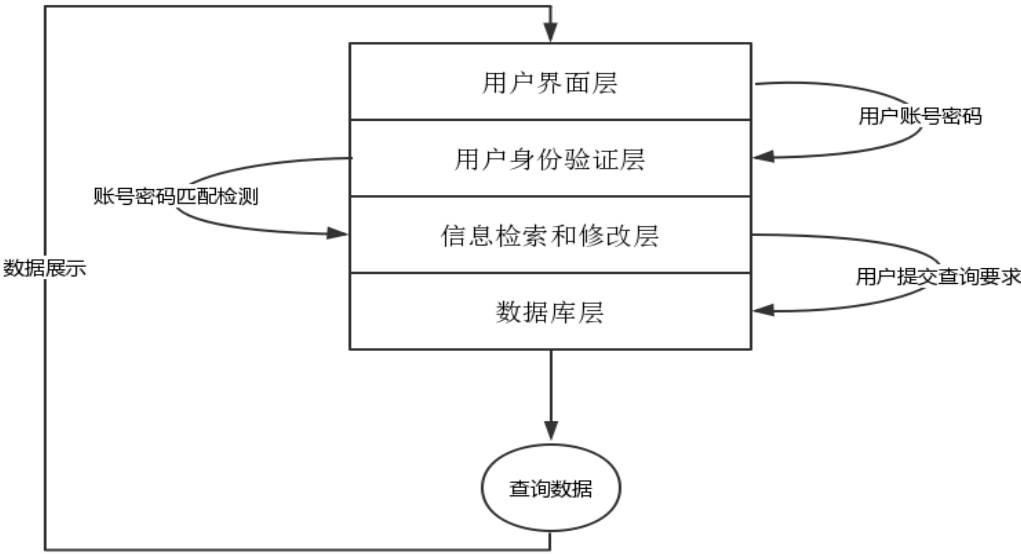 用户界面层
用户账号密码
用户身份验证层
账号密码匹配检测
信息检索和修改层
数据展示
用户提交查询要求
数据库层
查询数据